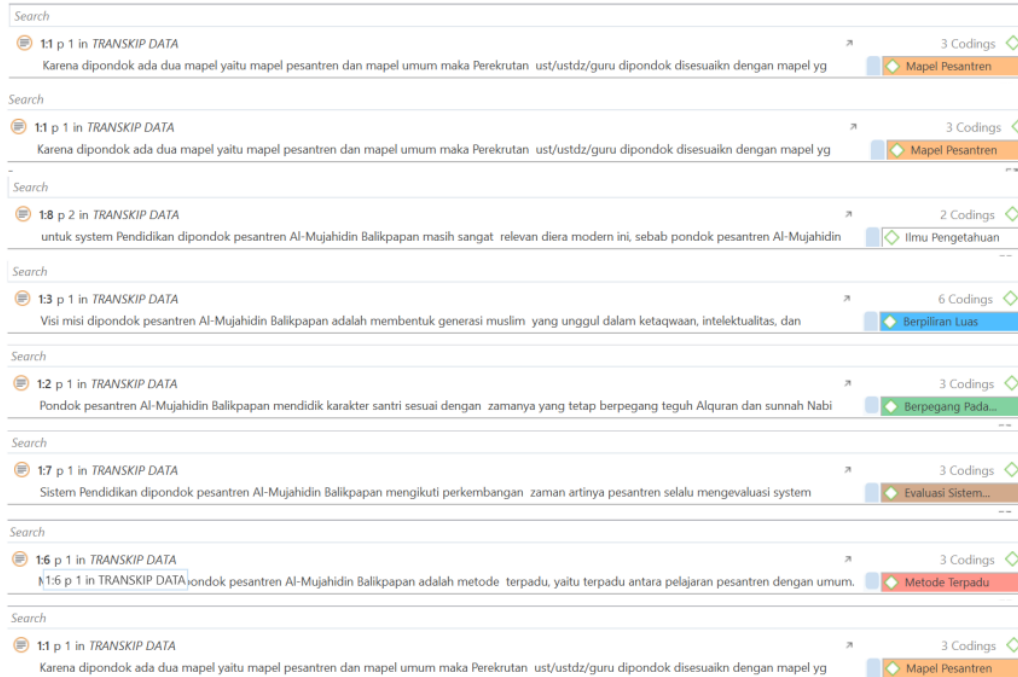 Search
1:1 p 1 in TRANSKIP DATA 3 Codings
Karena dipondok ada dua mapel yaitu mapel pesantren dan mapel umum maka Perekrutan ust/ustdz/guru dipondok disesuaikn dengan mapel yg Mapel Pesantren
Search
1:1 p 1 in TRANSKIP DATA 3 Codings
Karena dipondok ada dua mapel yaitu mapel pesantren dan mapel umum maka Perekrutan ust/ustdz/guru dipondok disesuaikn dengan mapel yg Mapel Pesantren
Search
1:8 p 2 in TRANSKIP DATA 2 Codings
untuk system Pendidikan dipondok pesantren Al-Mujahidin Balikpapan masih sangat relevan diera modern ini, sebab pondok pesantren Al-Mujahidin Ilmu Pengetahuan
Search
1:3 p 1 in TRANSKIP DATA 6 Codings
Visi misi dipondok pesantren Al-Mujahidin Balikpapan adalah membentuk generasi muslim yang unggul dalam ketaqwaan, intelektualitas, dan Berpiliran Luas
Search
1:2 p 1 in TRANSKIP DATA 3 Codings
Pondok pesantren Al-Mujahidin Balikpapan mendidik karakter santri sesuai dengan zamanya yang tetap berpegang teguh Alquran dan sunnah Nabi Berpegang Pada...
Search
1:7 p 1 in TRANSKIP DATA 3 Codings
Sistem Pendidikan dipondok pesantren Al-Mujahidin Balikpapan mengikuti perkembangan zaman artinya pesantren selalu mengevaluasi system Evaluasi Sistem...
Search
1:6 p 1 in TRANSKIP DATA 3 Codings
1:6 p 1 in TRANSKIP DATA ondok pesantren Al-Mujahidin Balikpapan adalah metode terpadu, yaitu terpadu antara pelajaran pesantren dengan umum. Metode Terpadu
Search
1:1 p 1 in TRANSKIP DATA 3 Codings
Karena dipondok ada dua mapel yaitu mapel pesantren dan mapel umum maka Perekrutan ust/ustdz/guru dipondok disesuaikn dengan mapel yg Mapel Pesantren